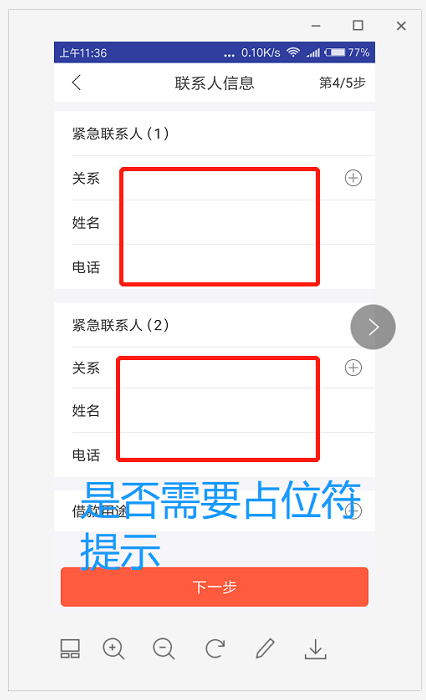 上午11:36 ... 0.10K/s 77%
联系人信息 第4/5步
紧急联系人(1)
关系
姓名
电话
紧急联系人(2)
关系
姓名
电话
是否需要占位符
提示
借款用途
下一步